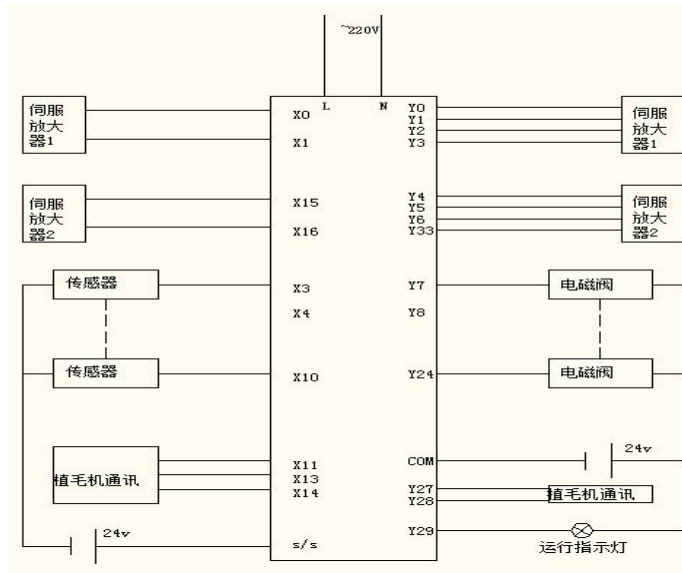 ~220V
L N
伺服
放大
器1
X0
X1
Y0
Y1
Y2
Y3
伺服
放大
器1
伺服
放大
器2
X15
X16
Y4
Y5
Y6
Y33
伺服
放大
器2
传感器
X3
X4
Y7
Y8
电磁阀
传感器
X10
Y24
电磁阀
植毛机通讯
X11
X13
X14
COM
24v
Y27
Y28
植毛机通讯
24v
s/s
Y29
运行指示灯